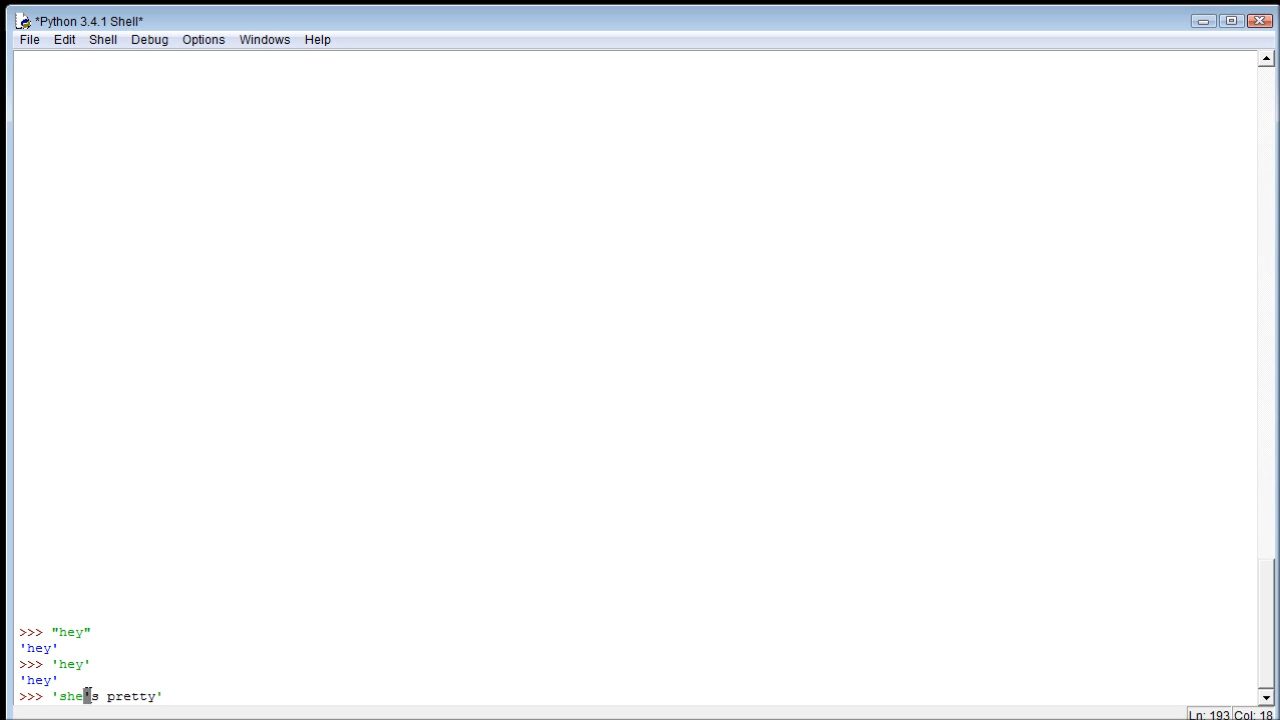 *Python 3.4.1 Shell*
File Edit Shell Debug Options Windows Help
>>> "hey"
'hey'
>>> 'hey'
'hey'
>>> 'she's pretty'
Ln: 193 Col: 18